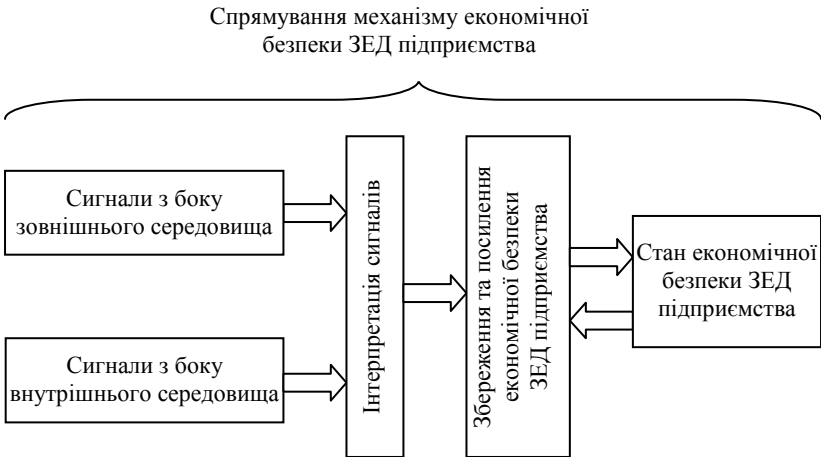 Спрямування механізму економічної
безпеки ЗЕД підприємства
Сигнали з боку
зовнішнього середовища
Сигнали з боку
внутрішнього середовища
Інтерпретація сигналів
Збереження та посилення
економічної безпеки
ЗЕД підприємства
Стан економічної
безпеки ЗЕД
підприємства